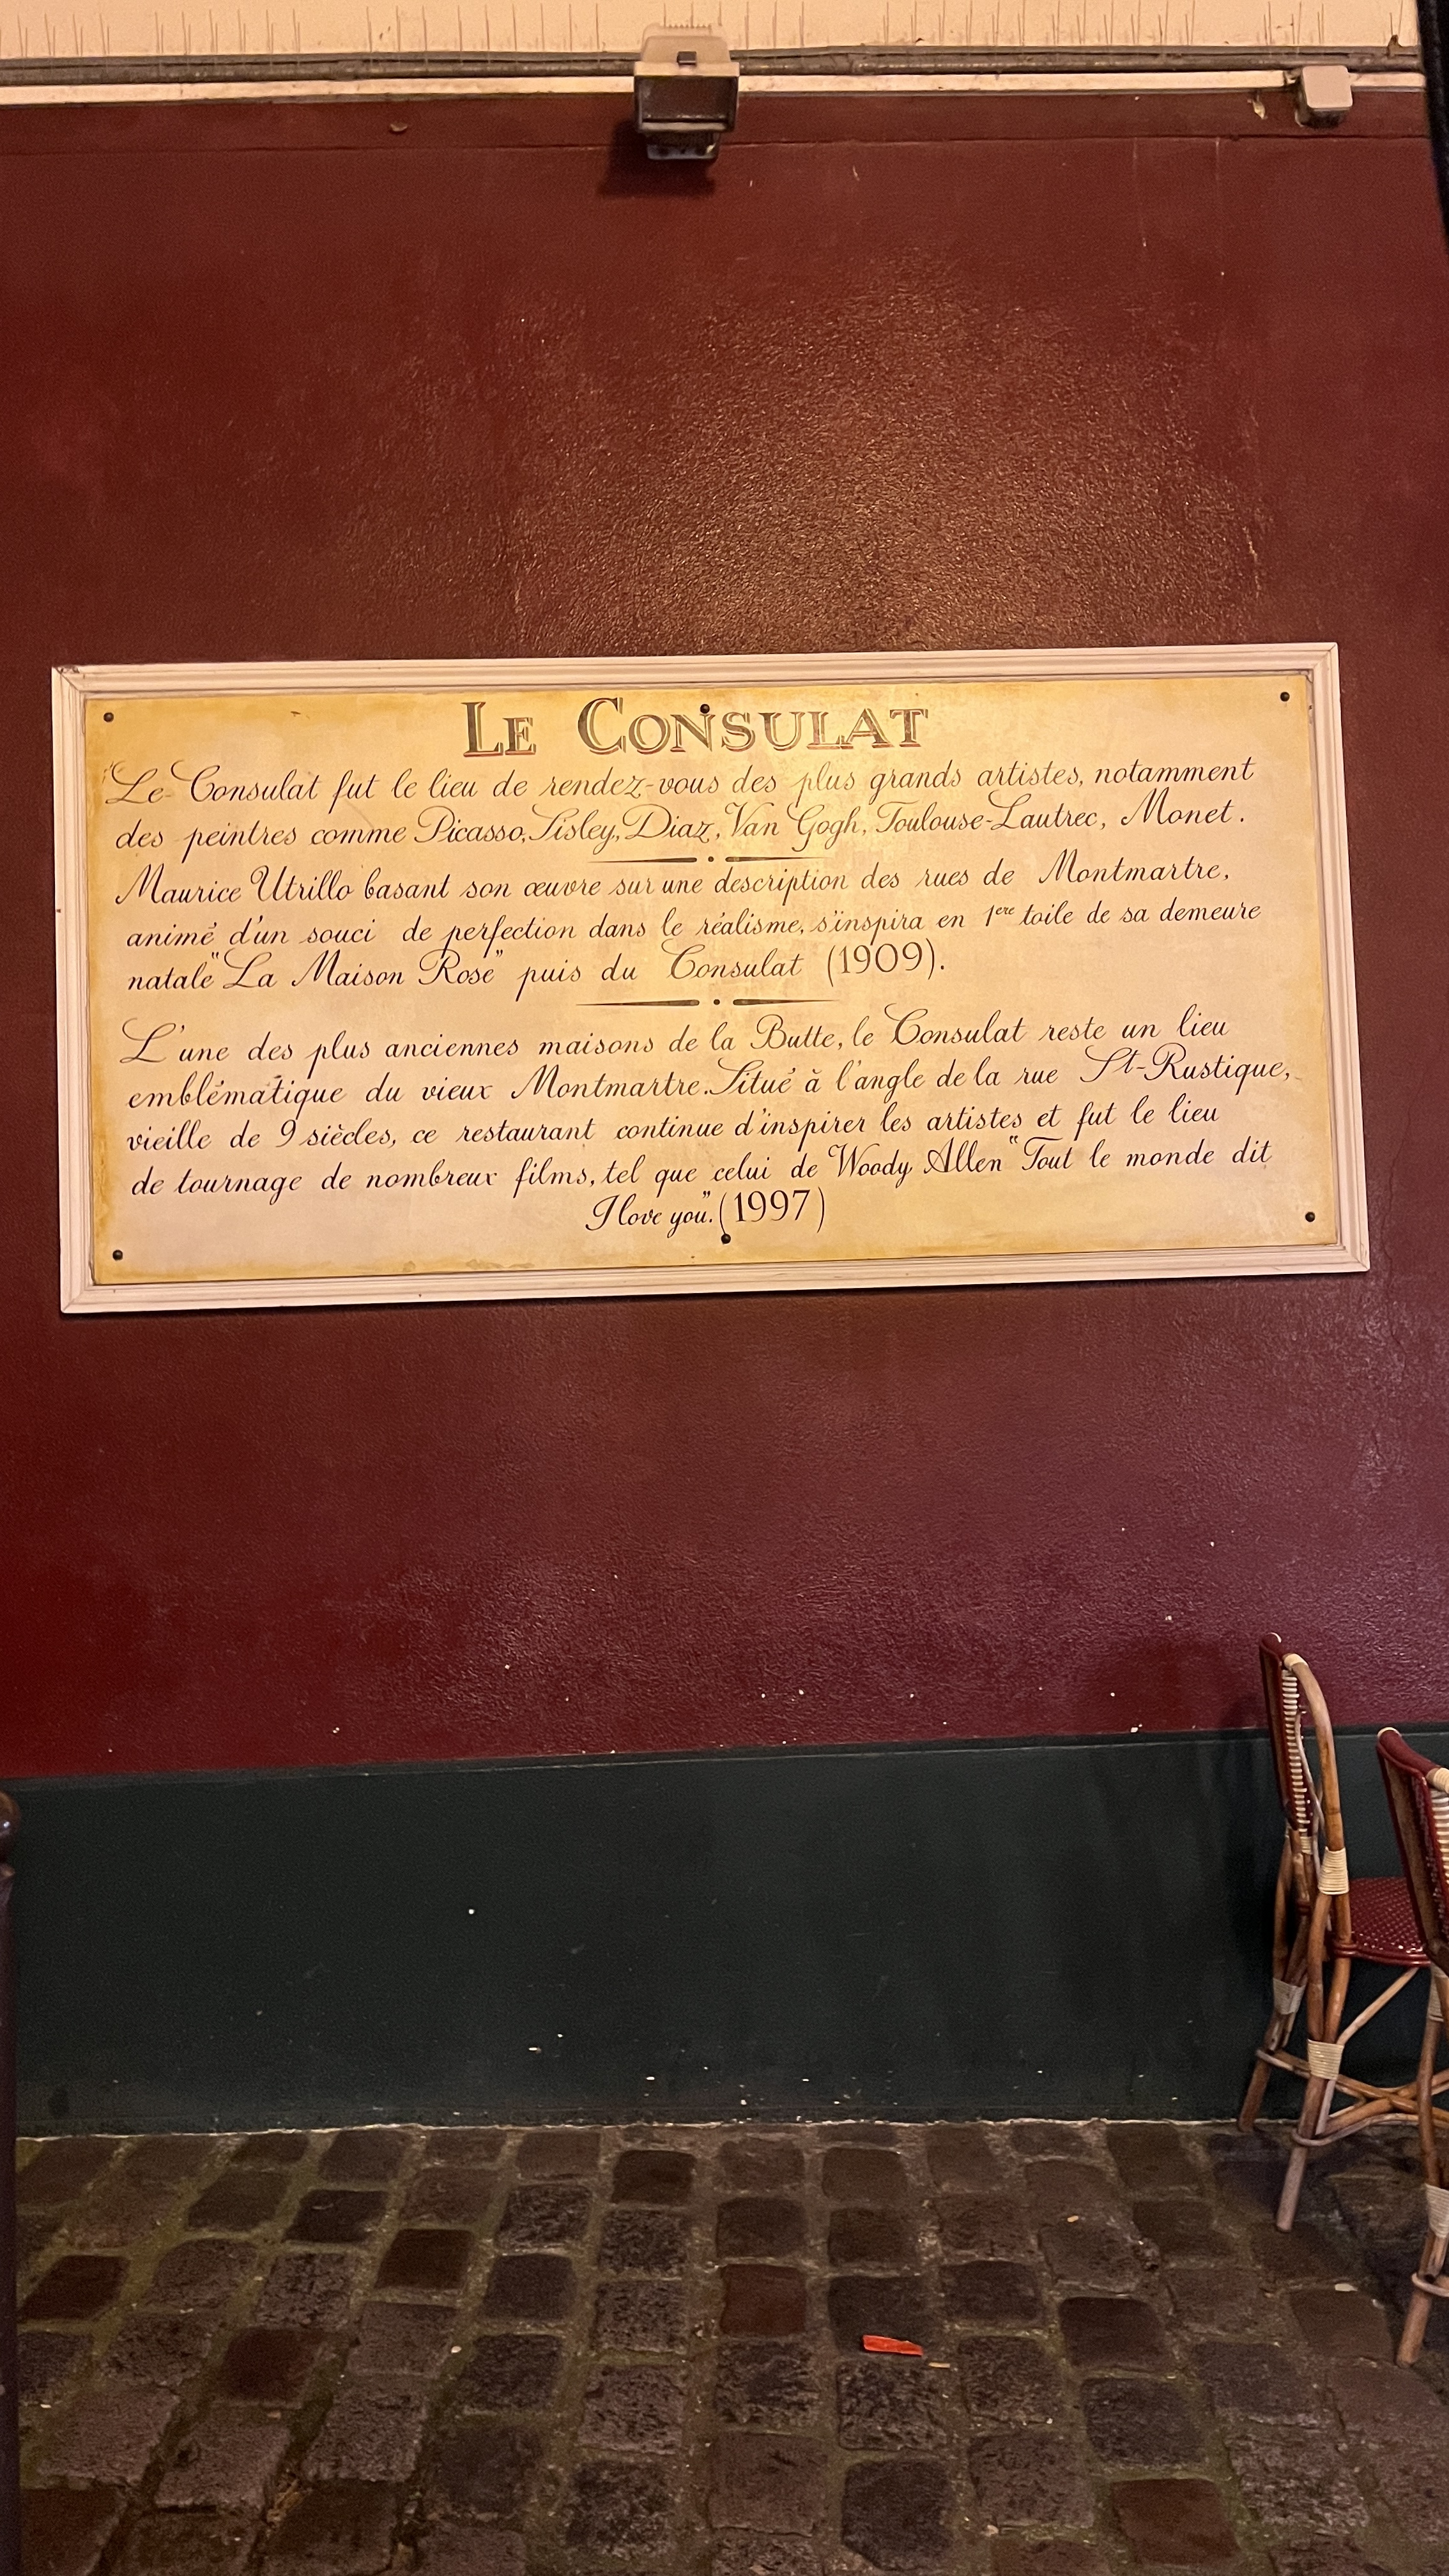 LE CONSULAT
Le Consulat fut le lieu de rendez-vous des plus grands artistes, notamment
des peintres comme Picasso, Sisley, Diaz, Van Gogh, Toulouse-Lautrec, Monet.
Maurice Utrillo basant son œuvre sur une description des rues de Montmartre,
animé d'un souci de perfection dans le réalisme, s'inspira en 1ere toile de sa demeure
natale "La Maison Rose" puis du Consulat (1909).
L'une des plus anciennes maisons de la Butte, le Consulat reste un lieu
emblématique du vieux Montmartre. Situé à l'angle de la rue St-Rustique,
vieille de 9 siècles, ce restaurant continue d'inspirer les artistes et fut le lieu
de tournage de nombreux films, tel que celui de Woody Allen "Tout le monde dit
I love you". (1997)